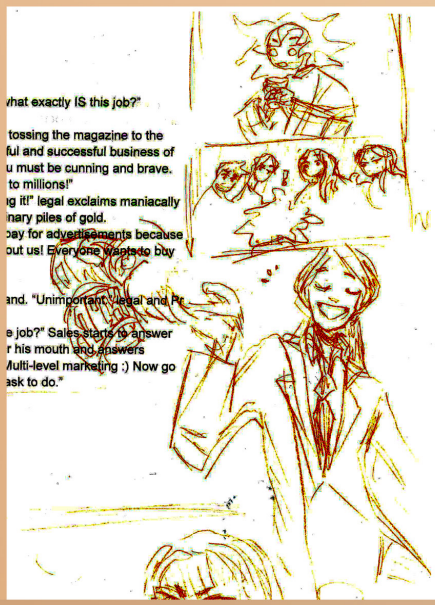 what exactly IS this job?"
tossing the magazine to the
ful and successful business of
u must be cunning and brave.
to millions!"
g it!" legal exclaims maniacally
inary piles of gold.
pay for advertisements because
out us! Everyone wants to buy
and. "Unimportant." legal and Pr
e job?" Sales starts to answer
r his mouth and answers
Multi-level marketing :) Now go
ask to do."